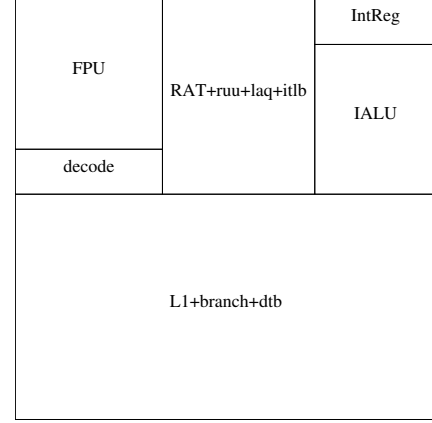 IntReg
FPU
RAT+ruu+laq+itlb
IALU
decode
L1+branch+dtb